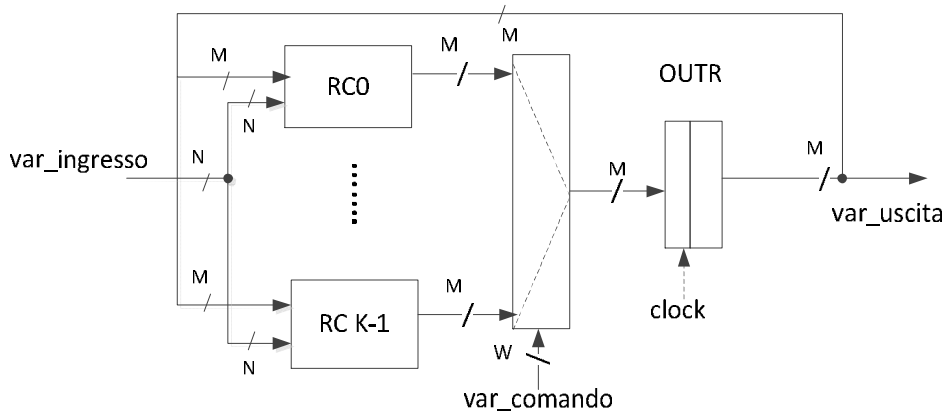 M
M
M
RC0
M
OUTR
N
var_ingresso
N
M
M
var_uscita
M
RC K-1
M
clock
N
W
var_comando